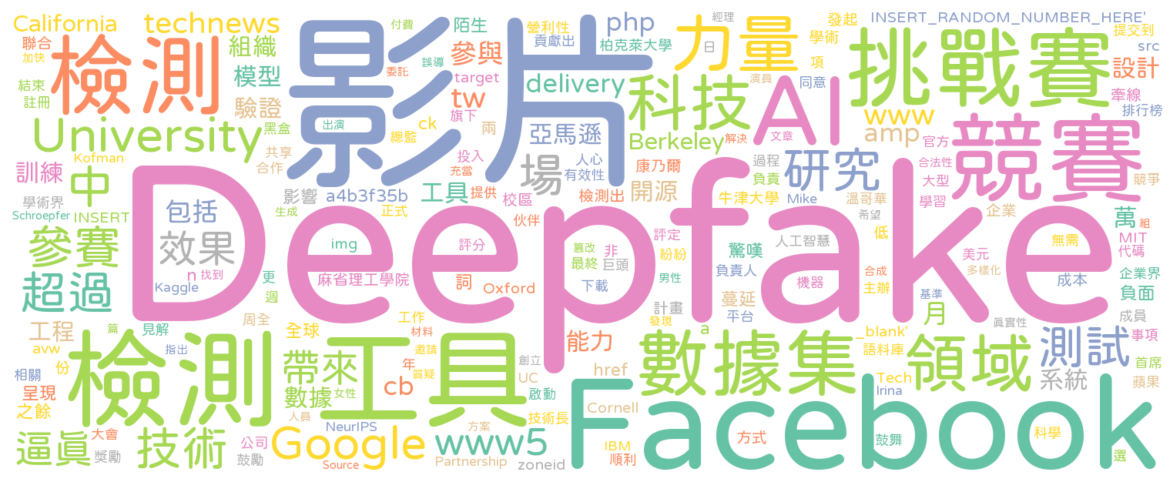 California
technews
檢測
影片
付費
陌生
營利性
php
經理
力量
發起
INSERT_RANDOM_NUMBER_HERE'
提交到
聯合
加快
組織
參與
貢獻出
柏克萊大學
日
學術
項
挑戰賽
src
設計
結束
註冊
模型
委託
誤導
target
delivery
科技
演員
同意
AI
牽線
排行榜
驗證
tw
旗下
www
University
黑盒
出演
總監
ck
兩
亞馬遜
Berkeley
解決
文章
amp
官方
競賽
訓練
Kofman
共享
合作
投入
充當
人心
有效性
場
康乃爾
過程
負責
研究
合法性
大型
競爭
中
學術界
影響
a4b3f35b
工具
提供
校區
檢測出
開源
牛津大學
Mike
溫哥華
希望
學習
企業
萬
組
Schroepfer
INSERT
包括
生成
正式
伙伴
Deepfake
參賽
效果
img
評分
篡改
最終
非
巨頭
評定
紛紛
驚嘆
人工智慧
低
無需
美元
MIT
代碼
超過
n
找到
Kaggle
更
週
麻省理工學院
詞
Oxford
下載
男性
負責人
機器
合成
主辦
多樣化
成本
企業界
負面
計畫
蔓延
平台
基準
月
真實性
成員
工程
篇
見解
周全
全球
工作
材料
能力
發現
a
_blank'
事項
avw
指出
檢測工具
年
邀請
創立
數據集
語料庫
領域
測試
相關
份
帶來
質疑
UC
href
Tech
系統
首席
呈現
數據
女性
cb
啟動
Irina
蘋果
之餘
人員
技術長
Cornell
Facebook
逼真
大會
獎勵
技術
公司
鼓勵
Google
NeurIPS
Source
www5
方案
Partnership
zoneid
IBM
順利
方式
鼓舞
科學
選